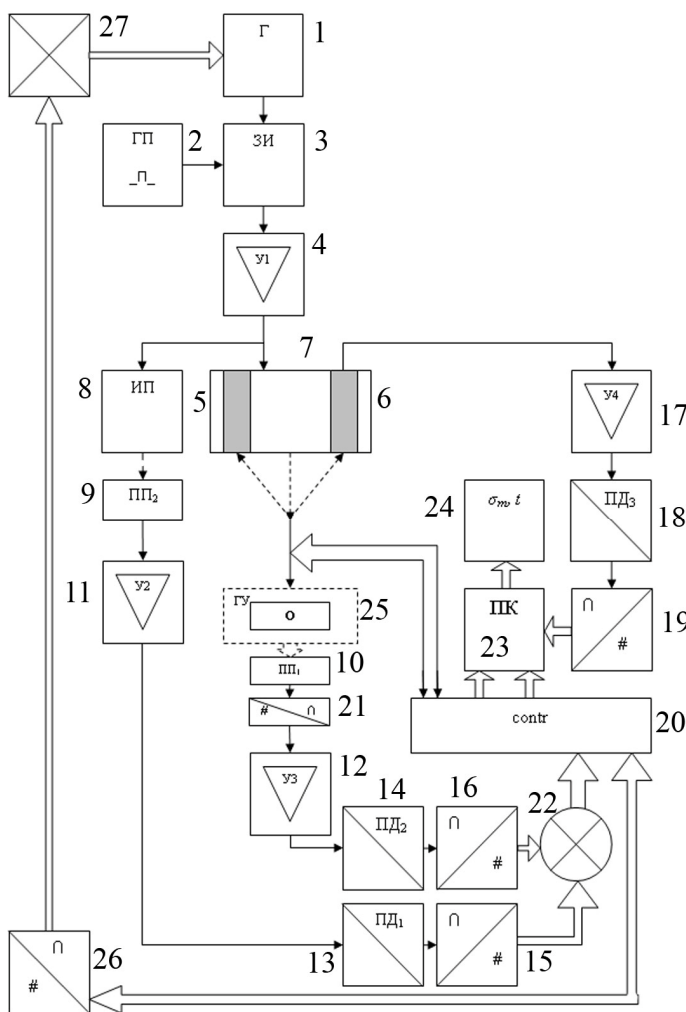 27
Г
1
ГП
_П_
2
ЗИ
3
У1
4
7
8
ИП
5
6
У4
17
9
ПП₂
24
σm, t
ПД₃
18
11
У2
ГУ
О
25
ПК
23
∩
#
19
ПП₁
10
# ∩
21
contr
20
У3
12
14
16
22
ПД₂
∩
#
ПД₁
13
∩
#
15
∩
#
26